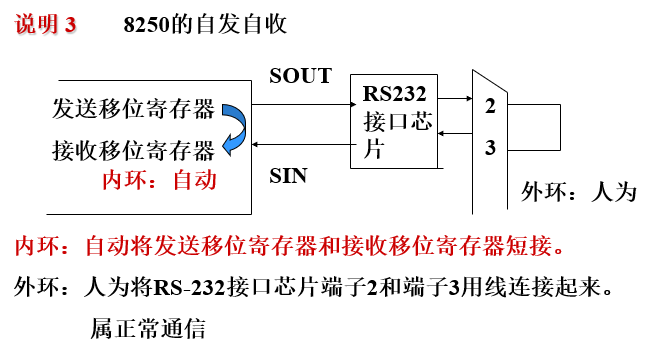 说明 3 8250的自发自收
SOUT
发送移位寄存器
接收移位寄存器
内环：自动
SIN
RS232
接口芯
片
2
3
外环：人为
内环：自动将发送移位寄存器和接收移位寄存器短接。
外环：人为将RS-232接口芯片端子2和端子3用线连接起来。
属正常通信